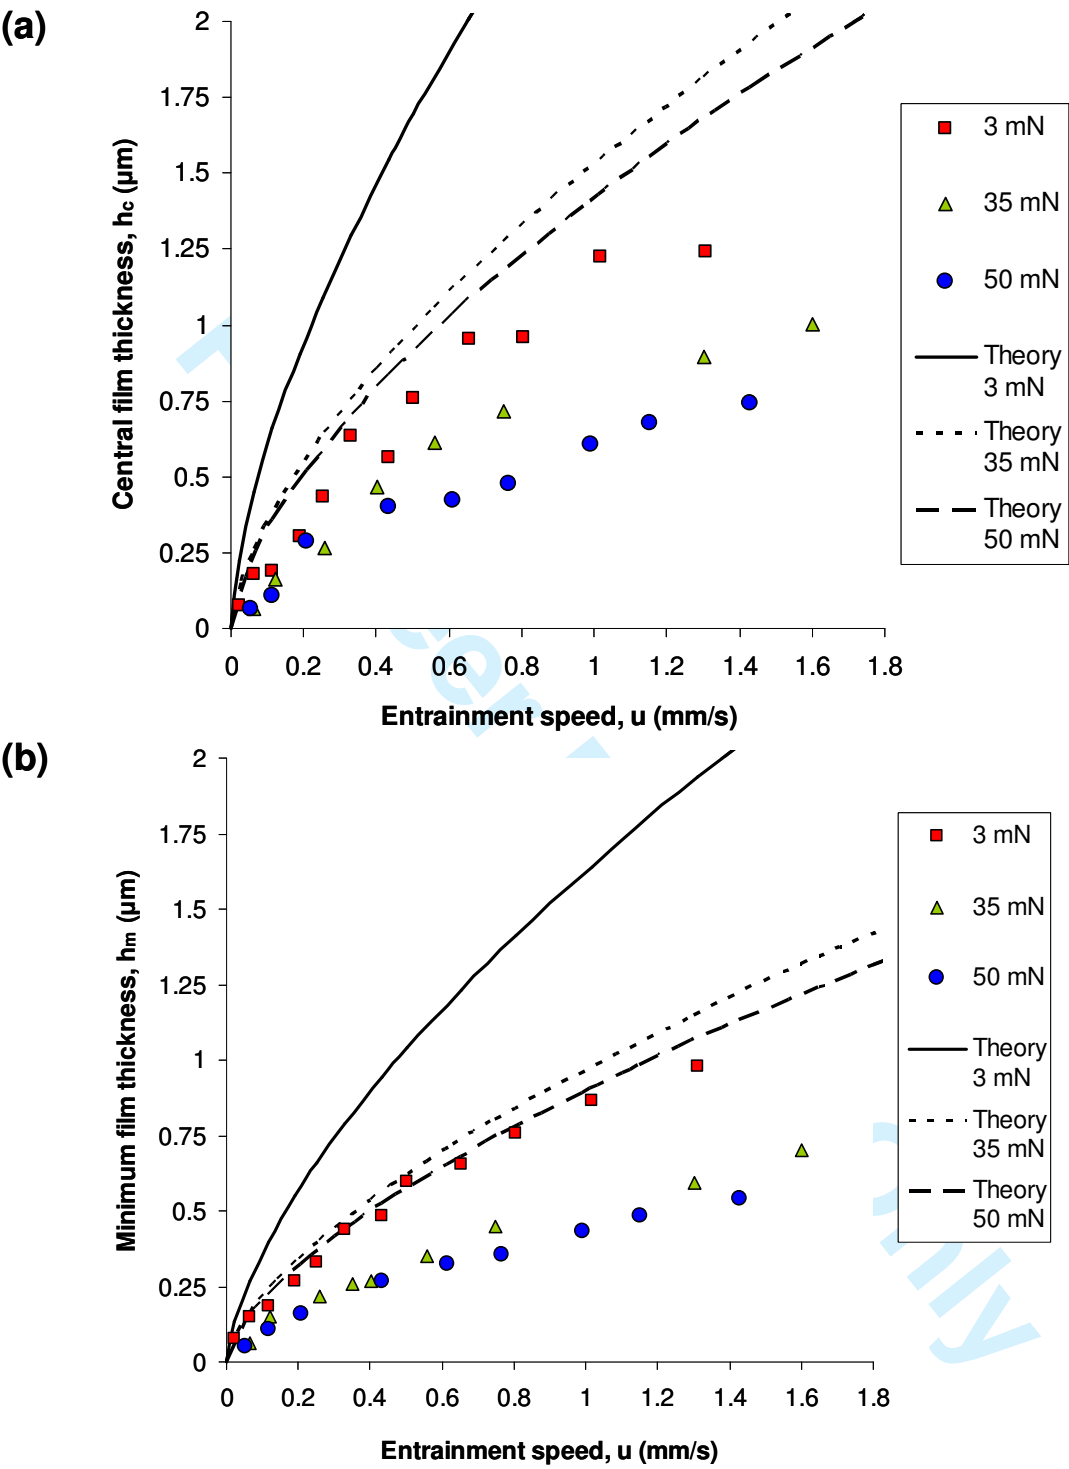 (a)
2
1.75
1.5
1.25
1
0.75
0.5
0.25
0
Central film thickness, hc (µm)
0 0.2 0.4 0.6 0.8 1 1.2 1.4 1.6 1.8
Entrainment speed, u (mm/s)
3 mN
35 mN
50 mN
Theory
3 mN
Theory
35 mN
Theory
50 mN
(b)
2
1.75
1.5
1.25
1
0.75
0.5
0.25
0
Minimum film thickness, hm (µm)
0 0.2 0.4 0.6 0.8 1 1.2 1.4 1.6 1.8
Entrainment speed, u (mm/s)
3 mN
35 mN
50 mN
Theory
3 mN
Theory
35 mN
Theory
50 mN